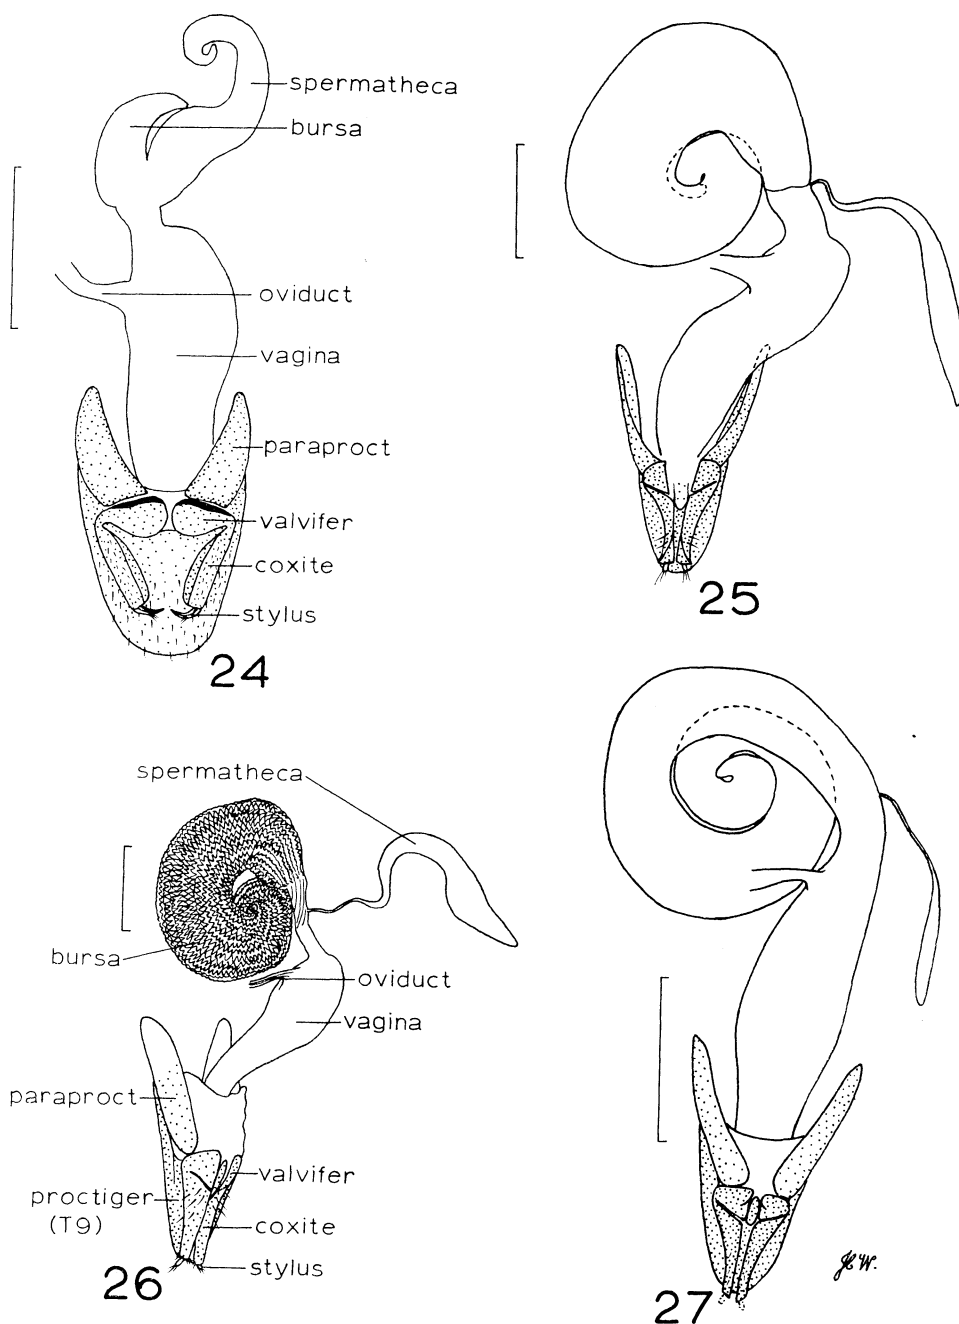 spermatheca
bursa
oviduct
vagina
paraproct
valvifer
coxite
stylus
24
25
spermatheca
bursa
oviduct
vagina
paraproct
valvifer
proctiger
(T9)
coxite
stylus
26
27